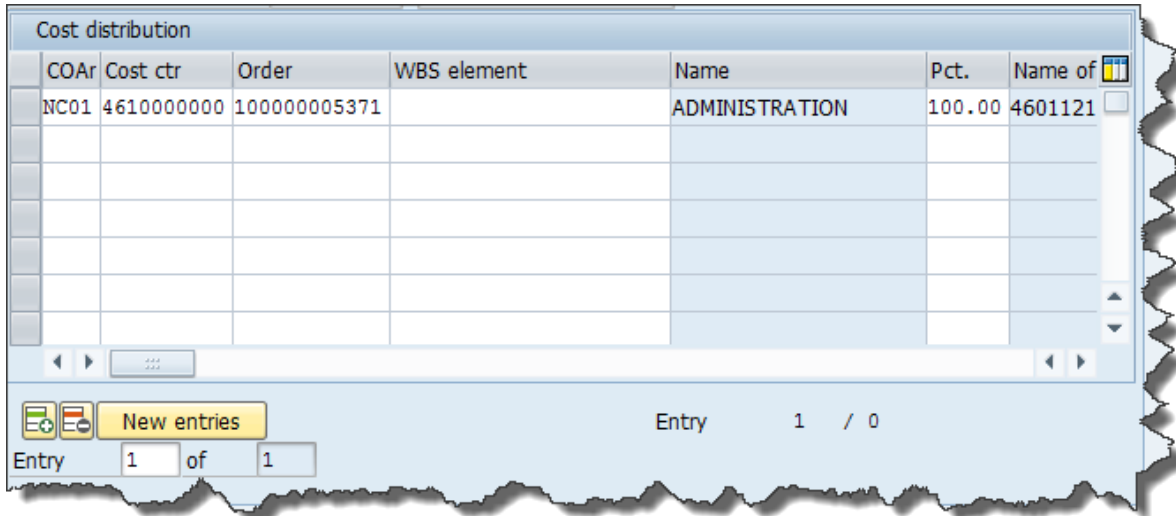 Cost distribution
COAr Cost ctr Order WBS element Name Pct. Name of
NC01 4610000000 100000005371 ADMINISTRATION 100.00 4601121
New entries Entry 1 / 0
Entry 1 of 1